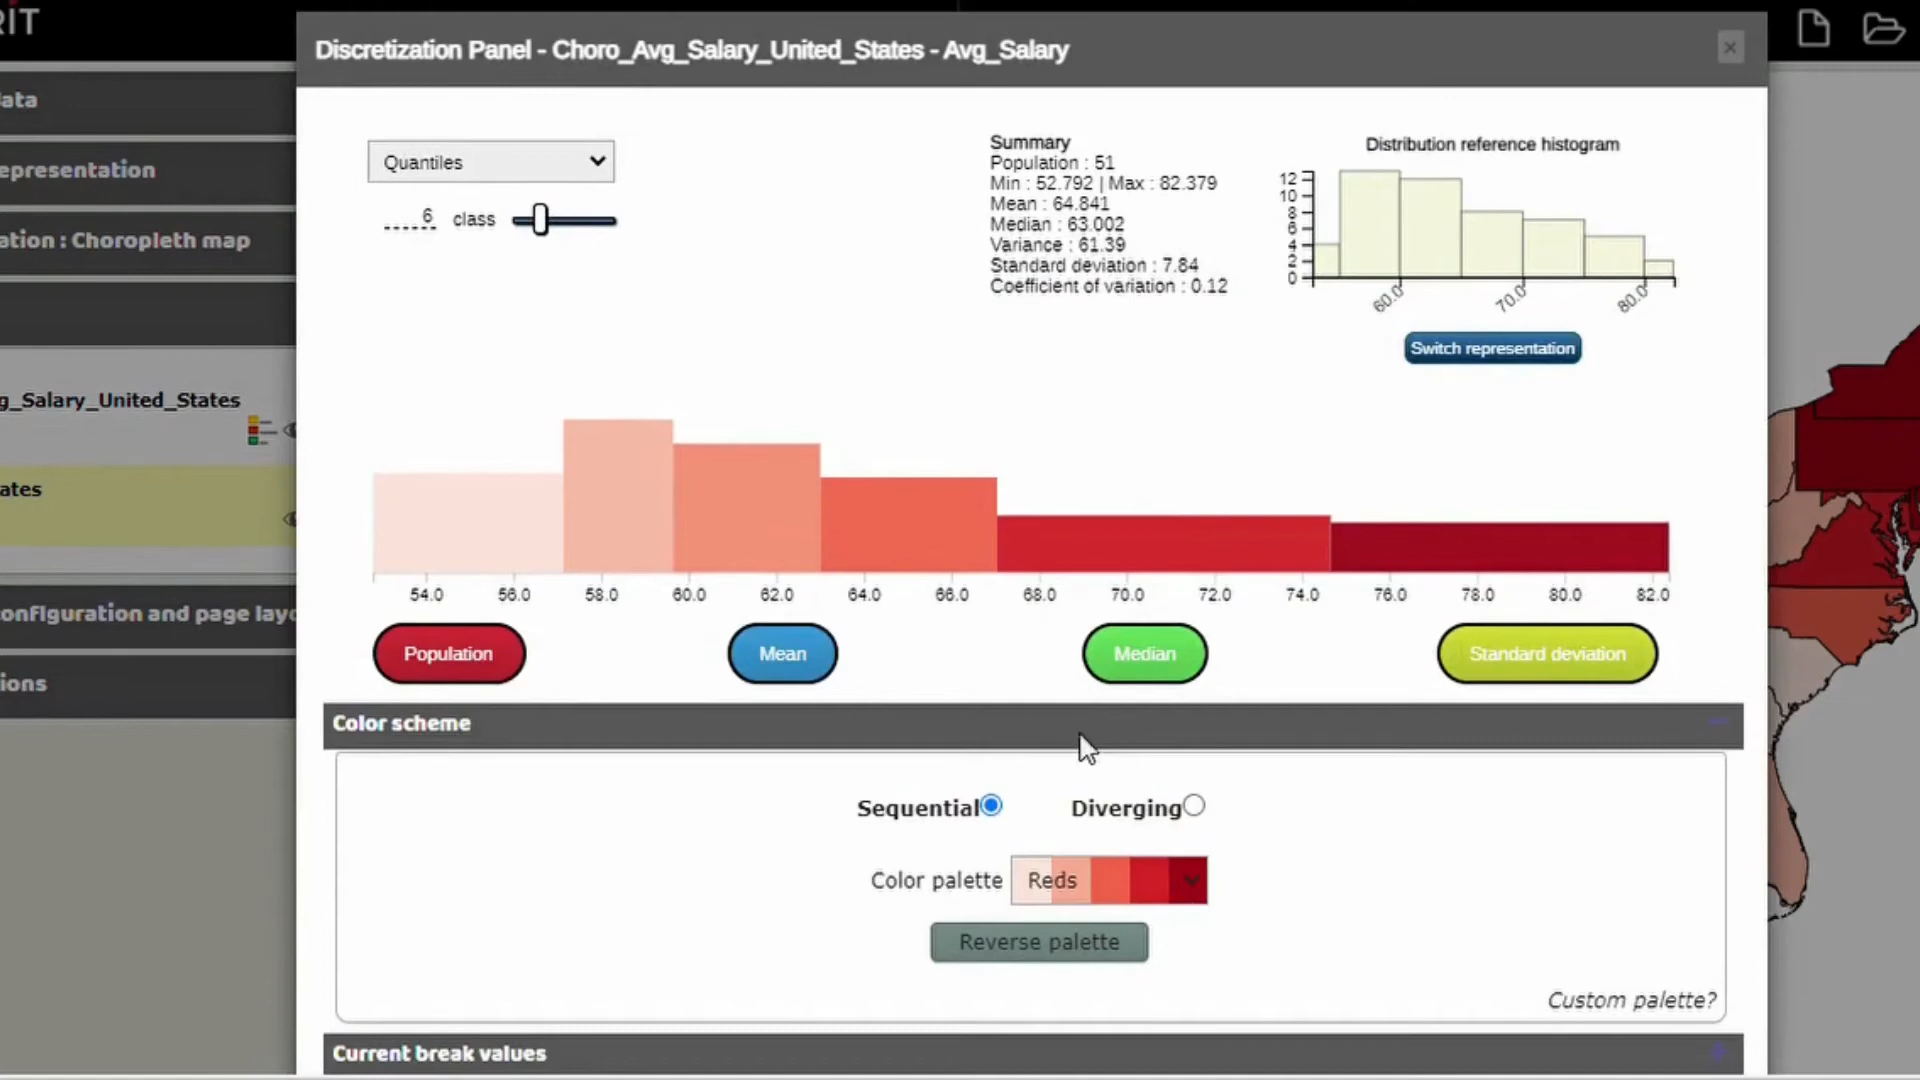 RIT
Discretization Panel - Choro_Avg_Salary_United_States - Avg_Salary
×
ata
epresentation
ation : Choropleth map
g_Salary_United_States
ates
onfiguration and page layo
ions
Quantiles
6 class
Summary
Population : 51
Min : 52.792 | Max : 82.379
Mean : 64.841
Median : 63.002
Variance : 61.39
Standard deviation : 7.84
Coefficient of variation : 0.12
Distribution reference histogram
12
10
8
6
4
2
0
60.0 70.0 80.0
Switch representation
54.0 56.0 58.0 60.0 62.0 64.0 66.0 68.0 70.0 72.0 74.0 76.0 78.0 80.0 82.0
Population Mean Median Standard deviation
Color scheme
Sequential Diverging
Color palette Reds
Reverse palette
Custom palette?
Current break values